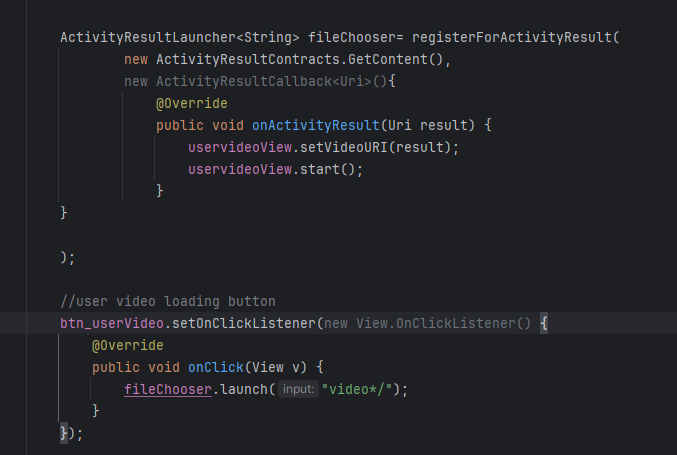 ActivityResultLauncher<String> fileChooser= registerForActivityResult(
new ActivityResultContracts.GetContent(),
new ActivityResultCallback<Uri>(){
@Override
public void onActivityResult(Uri result) {
uservideoView.setVideoURI(result);
uservideoView.start();
}
}
);
//user video loading button
btn_userVideo.setOnClickListener(new View.OnClickListener() {
@Override
public void onClick(View v) {
fileChooser.launch( input: "video*/");
}
});